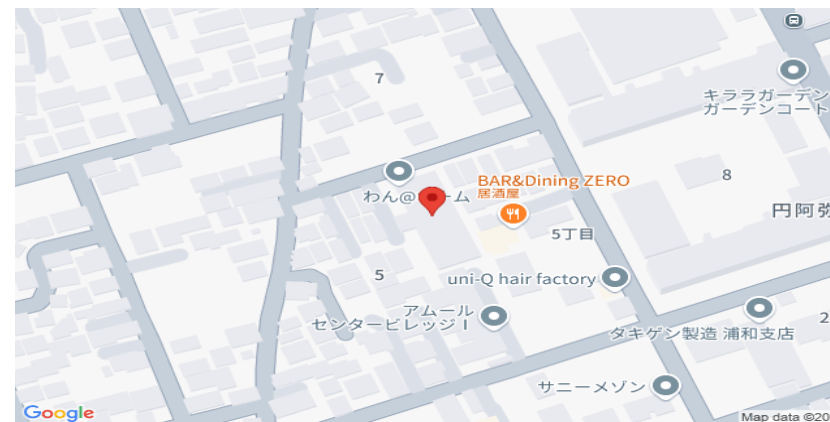 7
キララガーデン
ガーデンコート
わん@
ーム
BAR&Dining ZERO
居酒屋
8
円阿弥
5丁目
5
uni-Q hair factory
アムール
センタービレッジⅠ
タキゲン製造 浦和支店
2
サニーメゾン
Google
Map data ©20